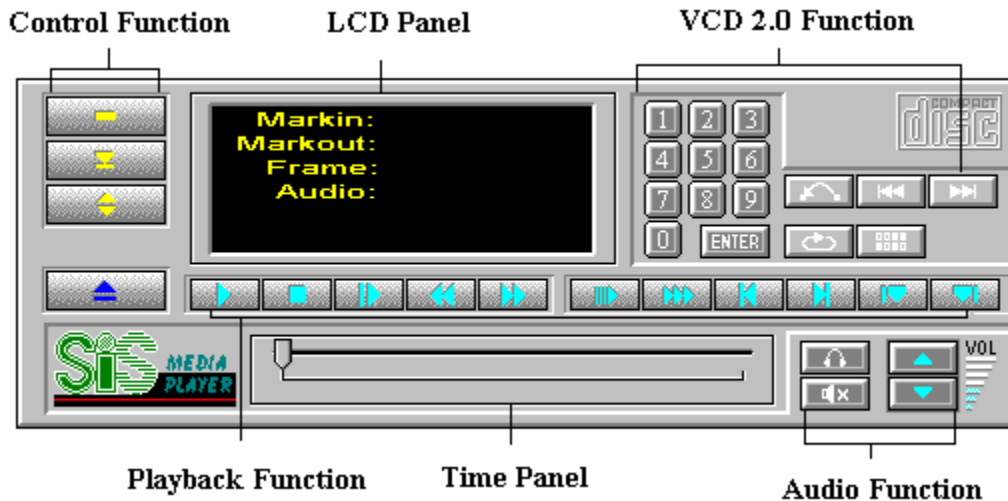 Control Function
LCD Panel
VCD 2.0 Function
Markin:
Markout:
Frame:
Audio:
1 2 3
4 5 6
7 8 9
0 ENTER
COMPACT
disc
SiS MEDIA
PLAYER
VOL
Playback Function
Time Panel
Audio Function